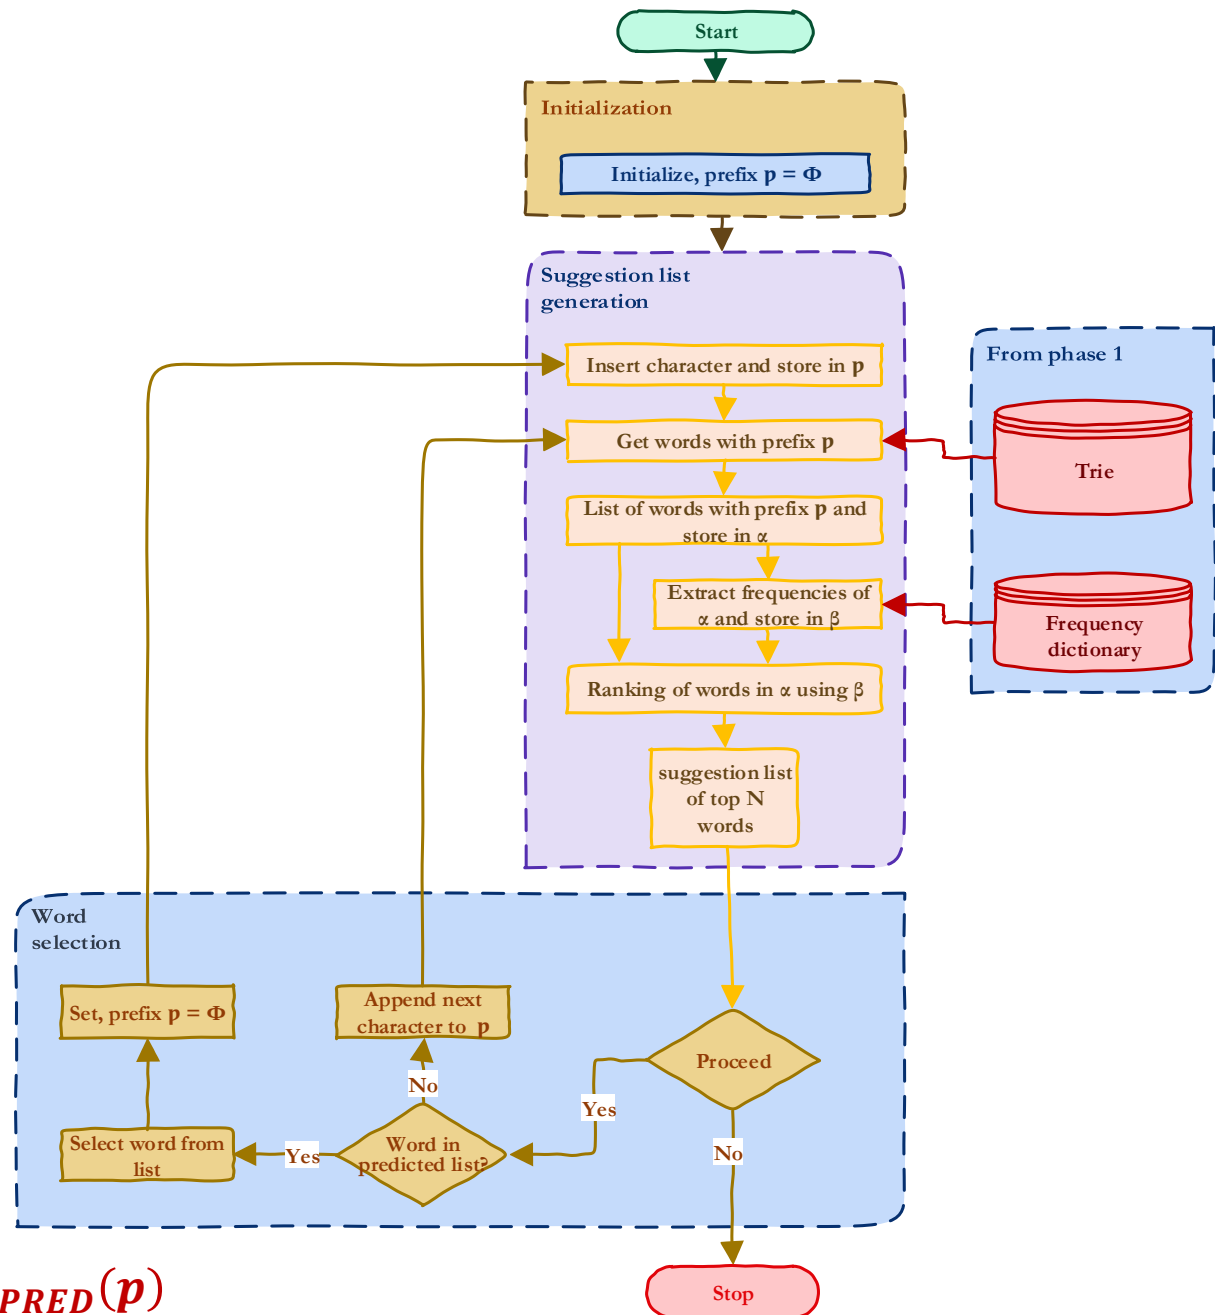 Start
Initialization
Initialize, prefix p = Φ
Suggestion list
generation
Insert character and store in p
Get words with prefix p
List of words with prefix p and
store in α
Extract frequencies of
α and store in β
Ranking of words in α using β
suggestion list
of top N
words
From phase 1
Trie
Frequency
dictionary
Word
selection
Set, prefix p = Φ
Append next
character to p
Proceed
No
Yes
Select word from
list
Yes
Word in
predicted list?
No
Stop
PRED(p)